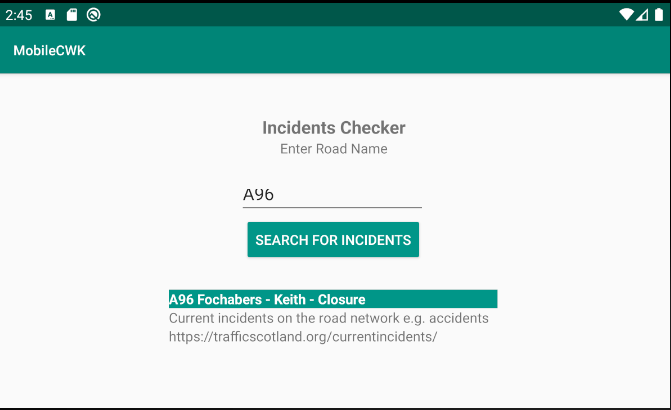 2:45
MobileCWK
Incidents Checker
Enter Road Name
A96
SEARCH FOR INCIDENTS
A96 Fochabers - Keith - Closure
Current incidents on the road network e.g. accidents
https://trafficscotland.org/currentincidents/